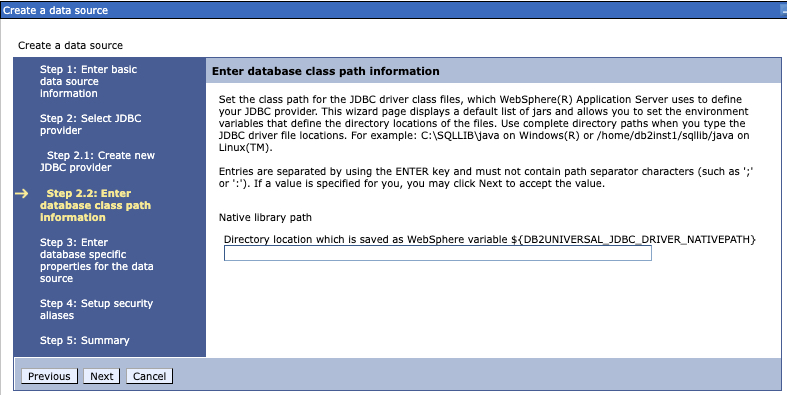 Create a data source
Create a data source
Step 1: Enter basic
data source
information
Step 2: Select JDBC
provider
Step 2.1: Create new
JDBC provider
Step 2.2: Enter
database class path
information
Step 3: Enter
database specific
properties for the data
source
Step 4: Setup security
aliases
Step 5: Summary
Enter database class path information
Set the class path for the JDBC driver class files, which WebSphere(R) Application Server uses to define
your JDBC provider. This wizard page displays a default list of jars and allows you to set the environment
variables that define the directory locations of the files. Use complete directory paths when you type the
JDBC driver file locations. For example: C:\SQLLIB\java on Windows(R) or /home/db2inst1/sqllib/java on
Linux(TM).
Entries are separated by using the ENTER key and must not contain path separator characters (such as ';'
or ':'). If a value is specified for you, you may click Next to accept the value.
Native library path
Directory location which is saved as WebSphere variable ${DB2UNIVERSAL_JDBC_DRIVER_NATIVEPATH}
Previous Next Cancel